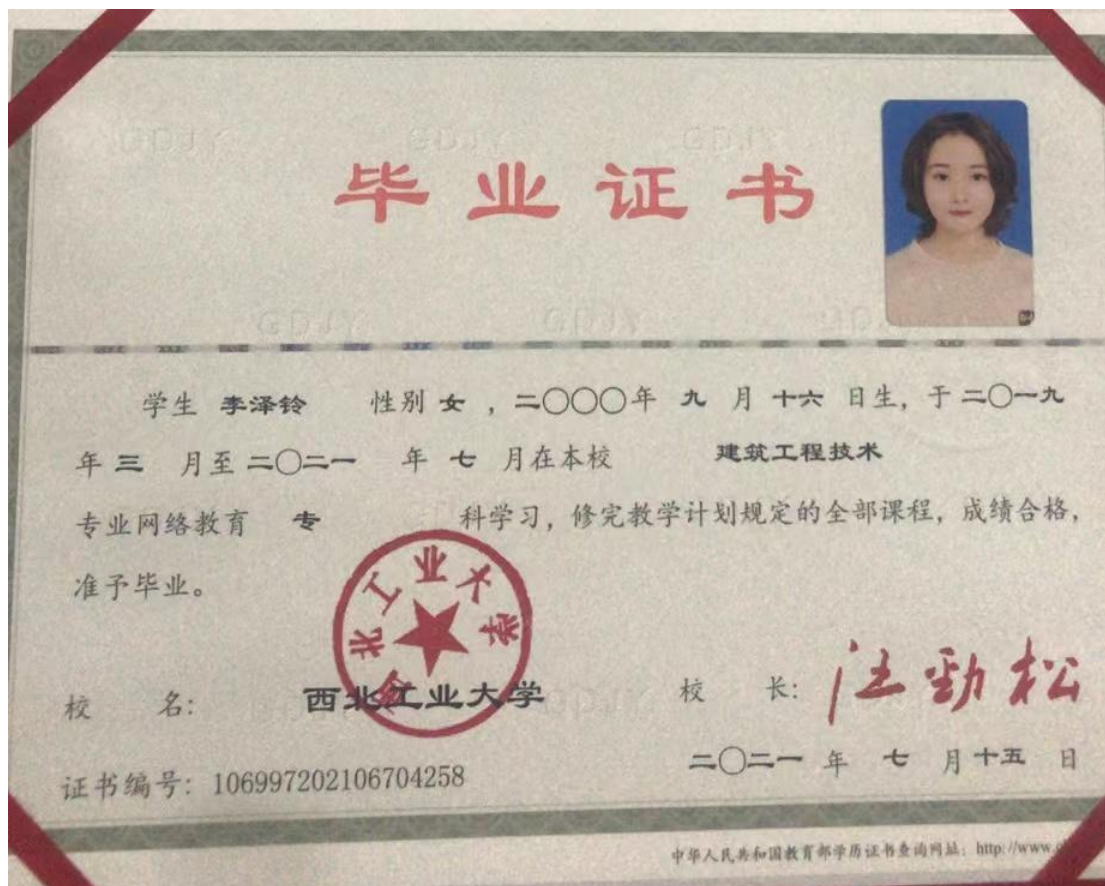 毕业证书
学生 李泽铃 性别 女 ，二〇〇〇年 九 月 十六 日生，于 二〇一九
年 三 月至 二〇二一 年 七 月在本校 建筑工程技术
专业网络教育 专 科学习，修完教学计划规定的全部课程，成绩合格，
准予毕业。
西北工业大学
校 名： 西北工业大学 校 长： 汪劲松
二〇二一 年 七 月 十五 日
证书编号：106997202106704258
中华人民共和国教育部学历证书查询网址：http://www.